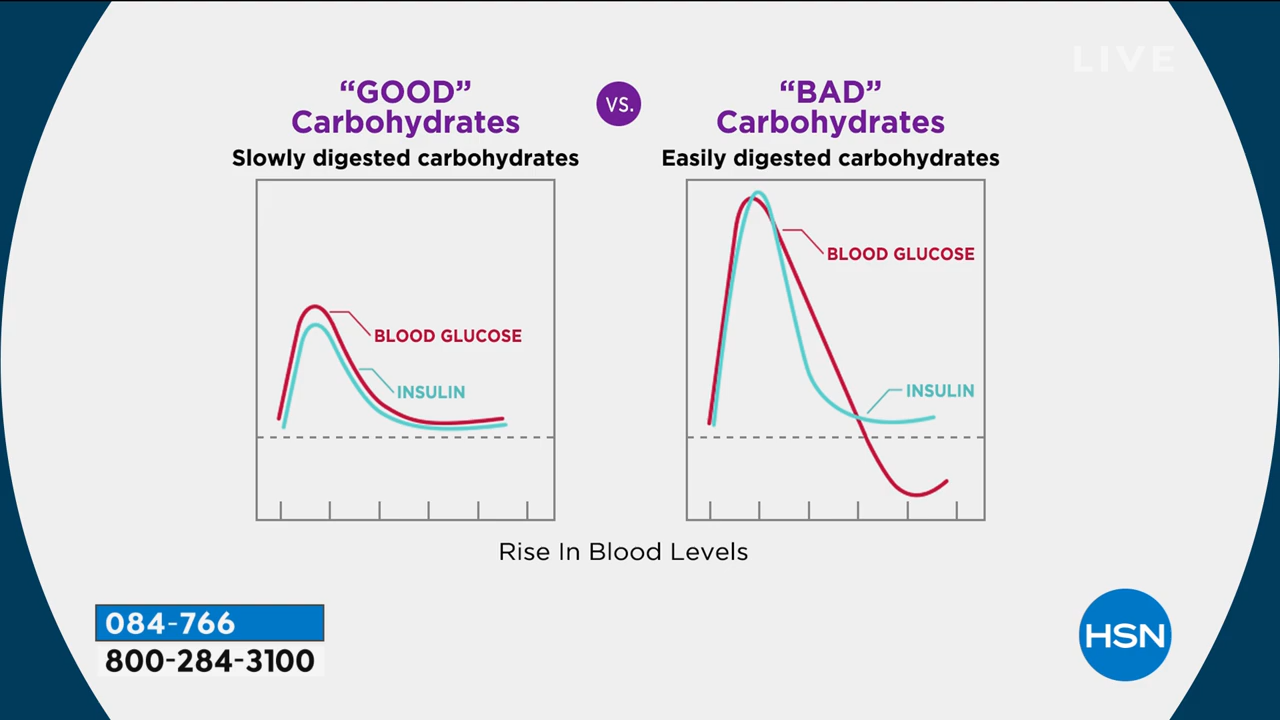 LIVE
“GOOD”
Carbohydrates
Slowly digested carbohydrates
VS.
“BAD”
Carbohydrates
Easily digested carbohydrates
BLOOD GLUCOSE
INSULIN
BLOOD GLUCOSE
INSULIN
Rise In Blood Levels
084-766
800-284-3100
HSN